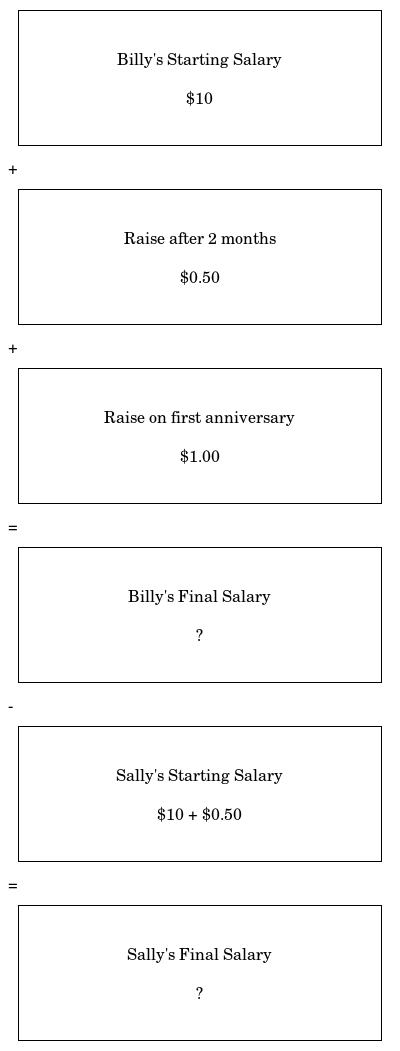 Billy's Starting Salary
$10
+
Raise after 2 months
$0.50
+
Raise on first anniversary
$1.00
=
Billy's Final Salary
?
-
Sally's Starting Salary
$10 + $0.50
=
Sally's Final Salary
?